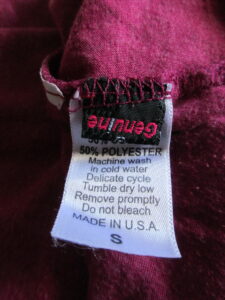 Genuine
50% POLYESTER
Machine wash
in cold water
Delicate cycle
Tumble dry low
Remove promptly
Do not bleach
MADE IN U.S.A.
S